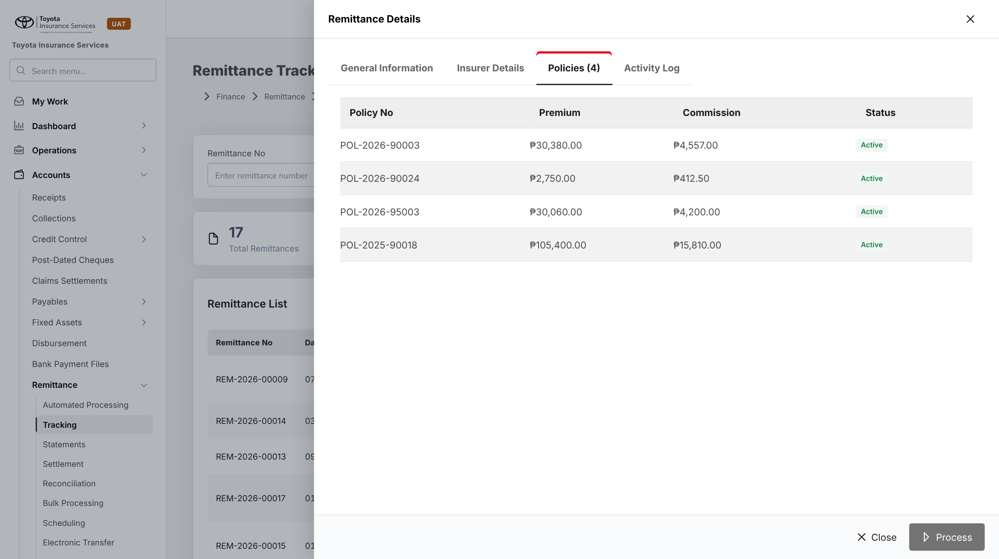 Toyota
Insurance Services
UAT
Toyota Insurance Services
Search menu...
My Work
Dashboard
Operations
Accounts
Receipts
Collections
Credit Control
Post-Dated Cheques
Claims Settlements
Payables
Fixed Assets
Disbursement
Bank Payment Files
Remittance
Automated Processing
Tracking
Statements
Settlement
Reconciliation
Bulk Processing
Scheduling
Electronic Transfer
Remittance Track
Finance
Remittance
Remittance No
Enter remittance number
17
Total Remittances
Remittance List
Remittance No Da
REM-2026-00009 07
REM-2026-00014 03
REM-2026-00013 09
REM-2026-00017 01
REM-2026-00015 01
Remittance Details
General Information Insurer Details Policies (4) Activity Log
Policy No Premium Commission Status
POL-2026-90003 ₱30,380.00 ₱4,557.00 Active
POL-2026-90024 ₱2,750.00 ₱412.50 Active
POL-2026-95003 ₱30,060.00 ₱4,200.00 Active
POL-2025-90018 ₱105,400.00 ₱15,810.00 Active
Close
Process